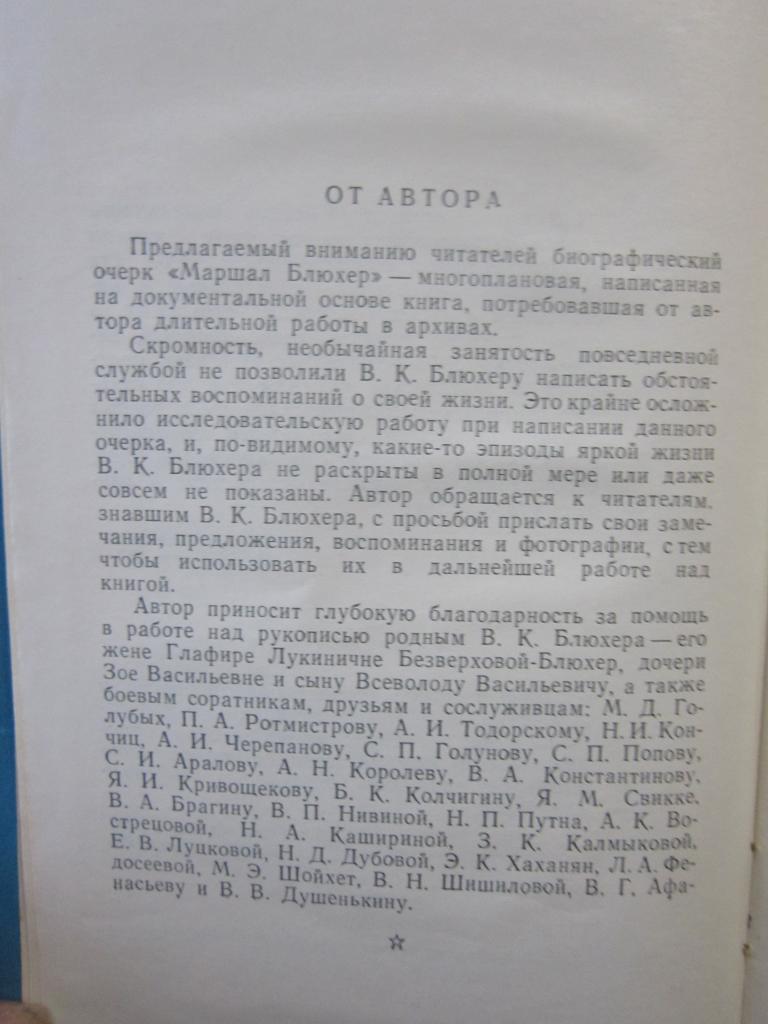 ОТ АВТОРА
Предлагаемый вниманию читателей биографический
очерк «Маршал Блюхер» — многоплановая, написанная
на документальной основе книга, потребовавшая от ав-
тора длительной работы в архивах.
Скромность, необычайная занятость повседневной
службой не позволили В. К. Блюхеру написать обстоя-
тельных воспоминаний о своей жизни. Это крайне ослож-
нило исследовательскую работу при написании данного
очерка, и, по-видимому, какие-то эпизоды яркой жизни
В. К. Блюхера не раскрыты в полной мере или даже
совсем не показаны. Автор обращается к читателям,
знавшим В. К. Блюхера, с просьбой прислать свои заме-
чания, предложения, воспоминания и фотографии, с тем
чтобы использовать их в дальнейшей работе над
книгой.
Автор приносит глубокую благодарность за помощь
в работе над рукописью родным В. К. Блюхера — его
жене Глафире Лукиничне Безверховой-Блюхер, дочери
Зое Васильевне и сыну Всеволоду Васильевичу, а также
боевым соратникам, друзьям и сослуживцам: М. Д. Го-
лубых, П. А. Ротмистрову, А. И. Тодорскому, Н. И. Кон-
чиц, А. И. Черепанову, С. П. Голунову, С. П. Попову,
С. И. Аралову, А. Н. Королеву, В. А. Константинову,
Я. И. Кривощекову, Б. К. Колчигину, Я. М. Свикке,
В. А. Брагину, В. П. Нивиной, Н. П. Путна, А. К. Во-
стрецовой, Н. А. Кашириной, З. К. Калмыковой,
Е. В. Луцковой, Н. Д. Дубовой, Э. К. Хаханян, Л. А. Фе-
досеевой, М. Э. Шойхет, В. Н. Шишиловой, В. Г. Афа-
насьеву и В. В. Душенькину.